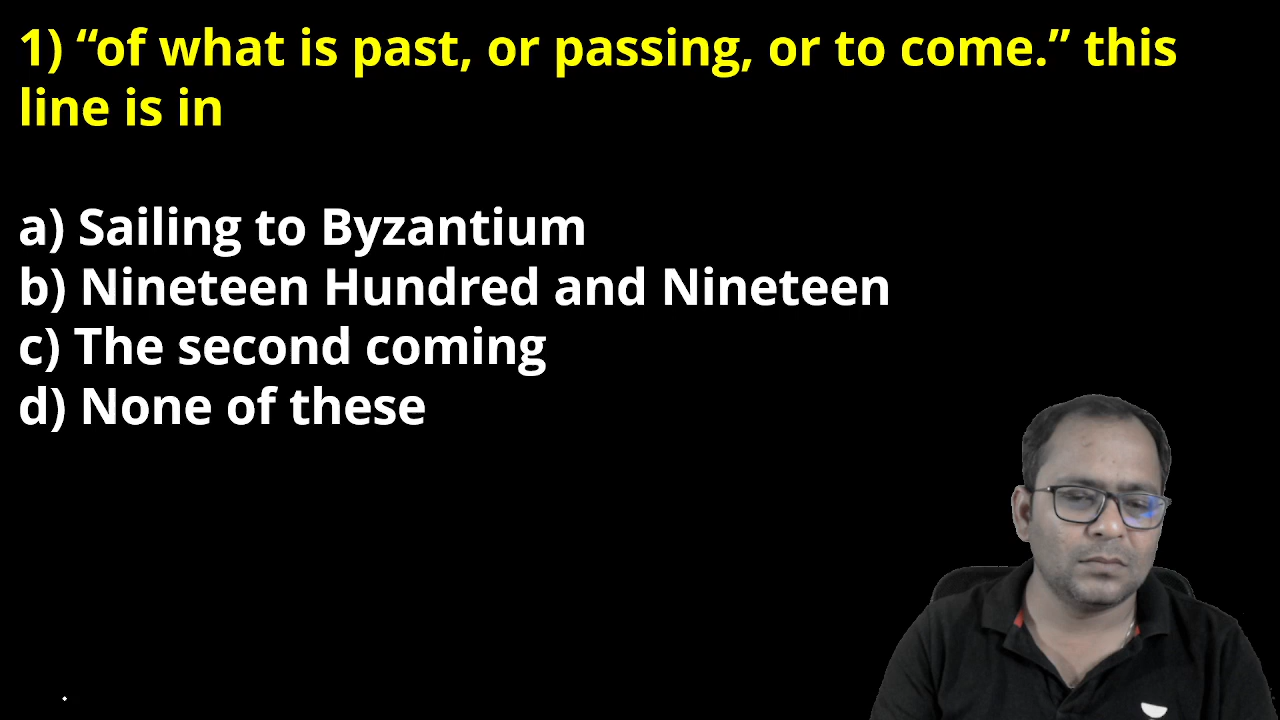 1) “of what is past, or passing, or to come.” this
line is in
a) Sailing to Byzantium
b) Nineteen Hundred and Nineteen
c) The second coming
d) None of these